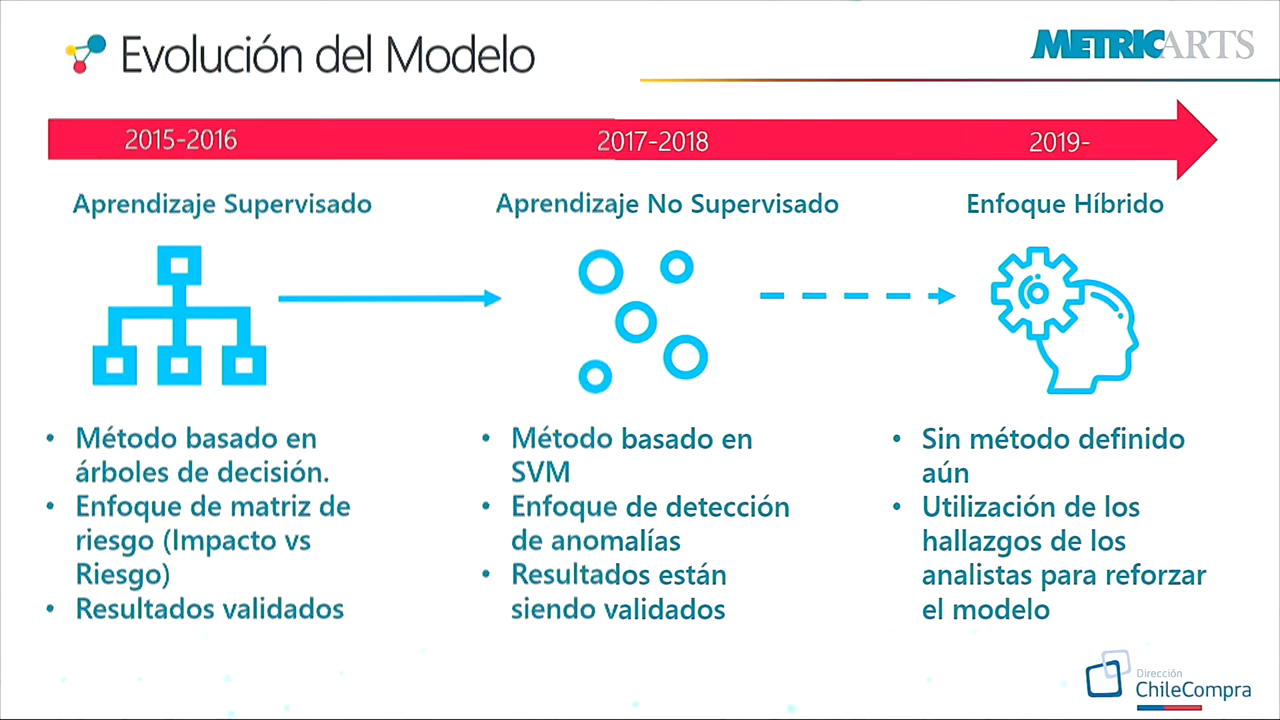 Evolución del Modelo
METRICARTS
2015-2016
2017-2018
2019-
Aprendizaje Supervisado
Aprendizaje No Supervisado
Enfoque Híbrido
• Método basado en
árboles de decisión.
• Enfoque de matriz de
riesgo (Impacto vs
Riesgo)
• Resultados validados
• Método basado en
SVM
• Enfoque de detección
de anomalías
• Resultados están
siendo validados
• Sin método definido
aún
• Utilización de los
hallazgos de los
analistas para reforzar
el modelo
Dirección
ChileCompra